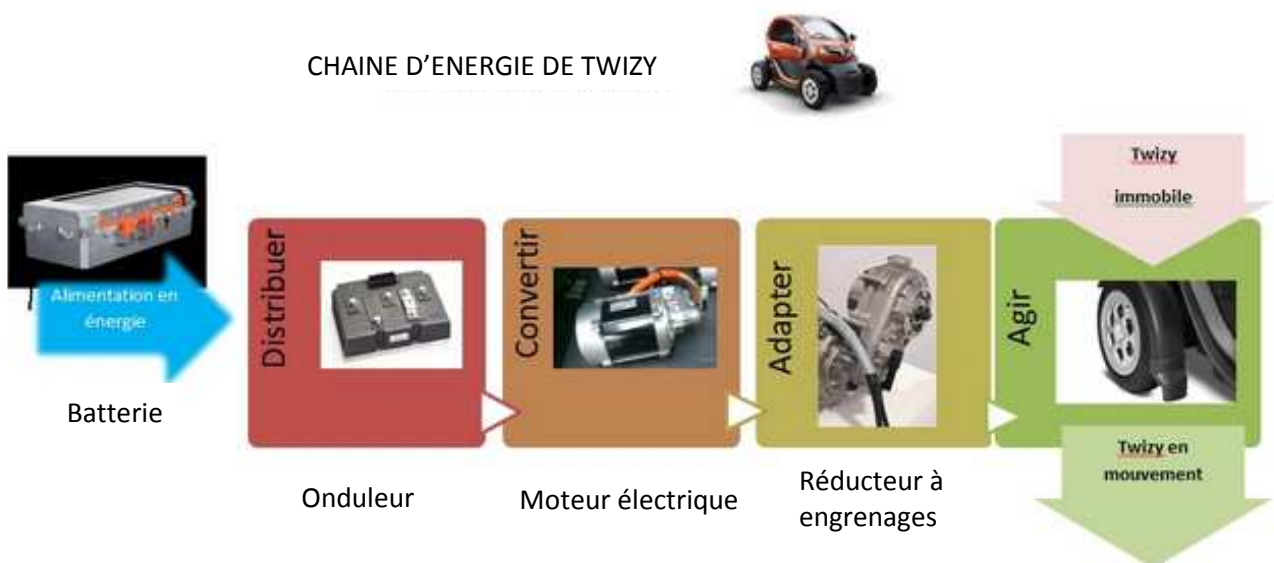 CHAINE D'ENERGIE DE TWIZY
Twizy
immobile
Alimentation en
énergie
Distribuer
Convertir
Adapter
Agir
Batterie
Onduleur
Moteur électrique
Réducteur à
engrenages
Twizy en
mouvement